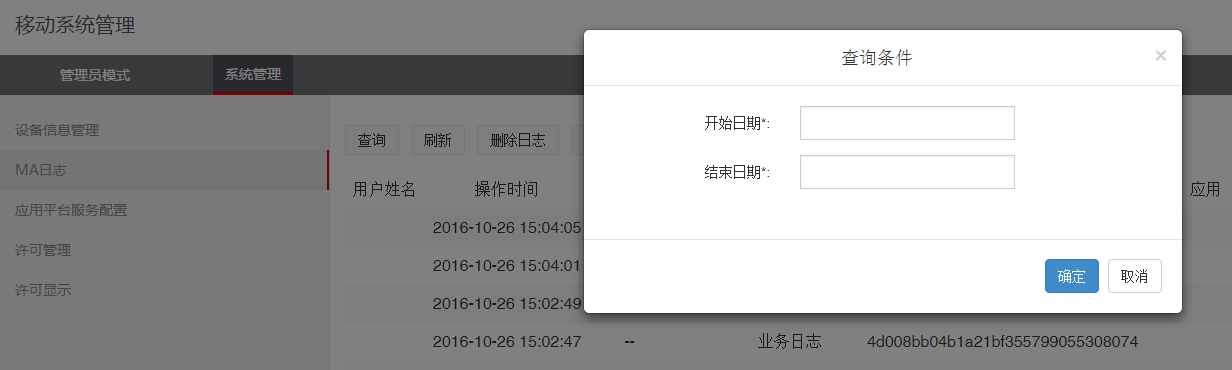 移动系统管理
管理员模式 系统管理
设备信息管理
MA日志
应用平台服务配置
许可管理
许可显示
查询 刷新 删除日志
用户姓名 操作时间 应用
2016-10-26 15:04:05
2016-10-26 15:04:01
2016-10-26 15:02:49
2016-10-26 15:02:47 -- 业务日志 4d008bb04b1a21bf355799055308074
查询条件 ×
开始日期*:
结束日期*:
确定 取消